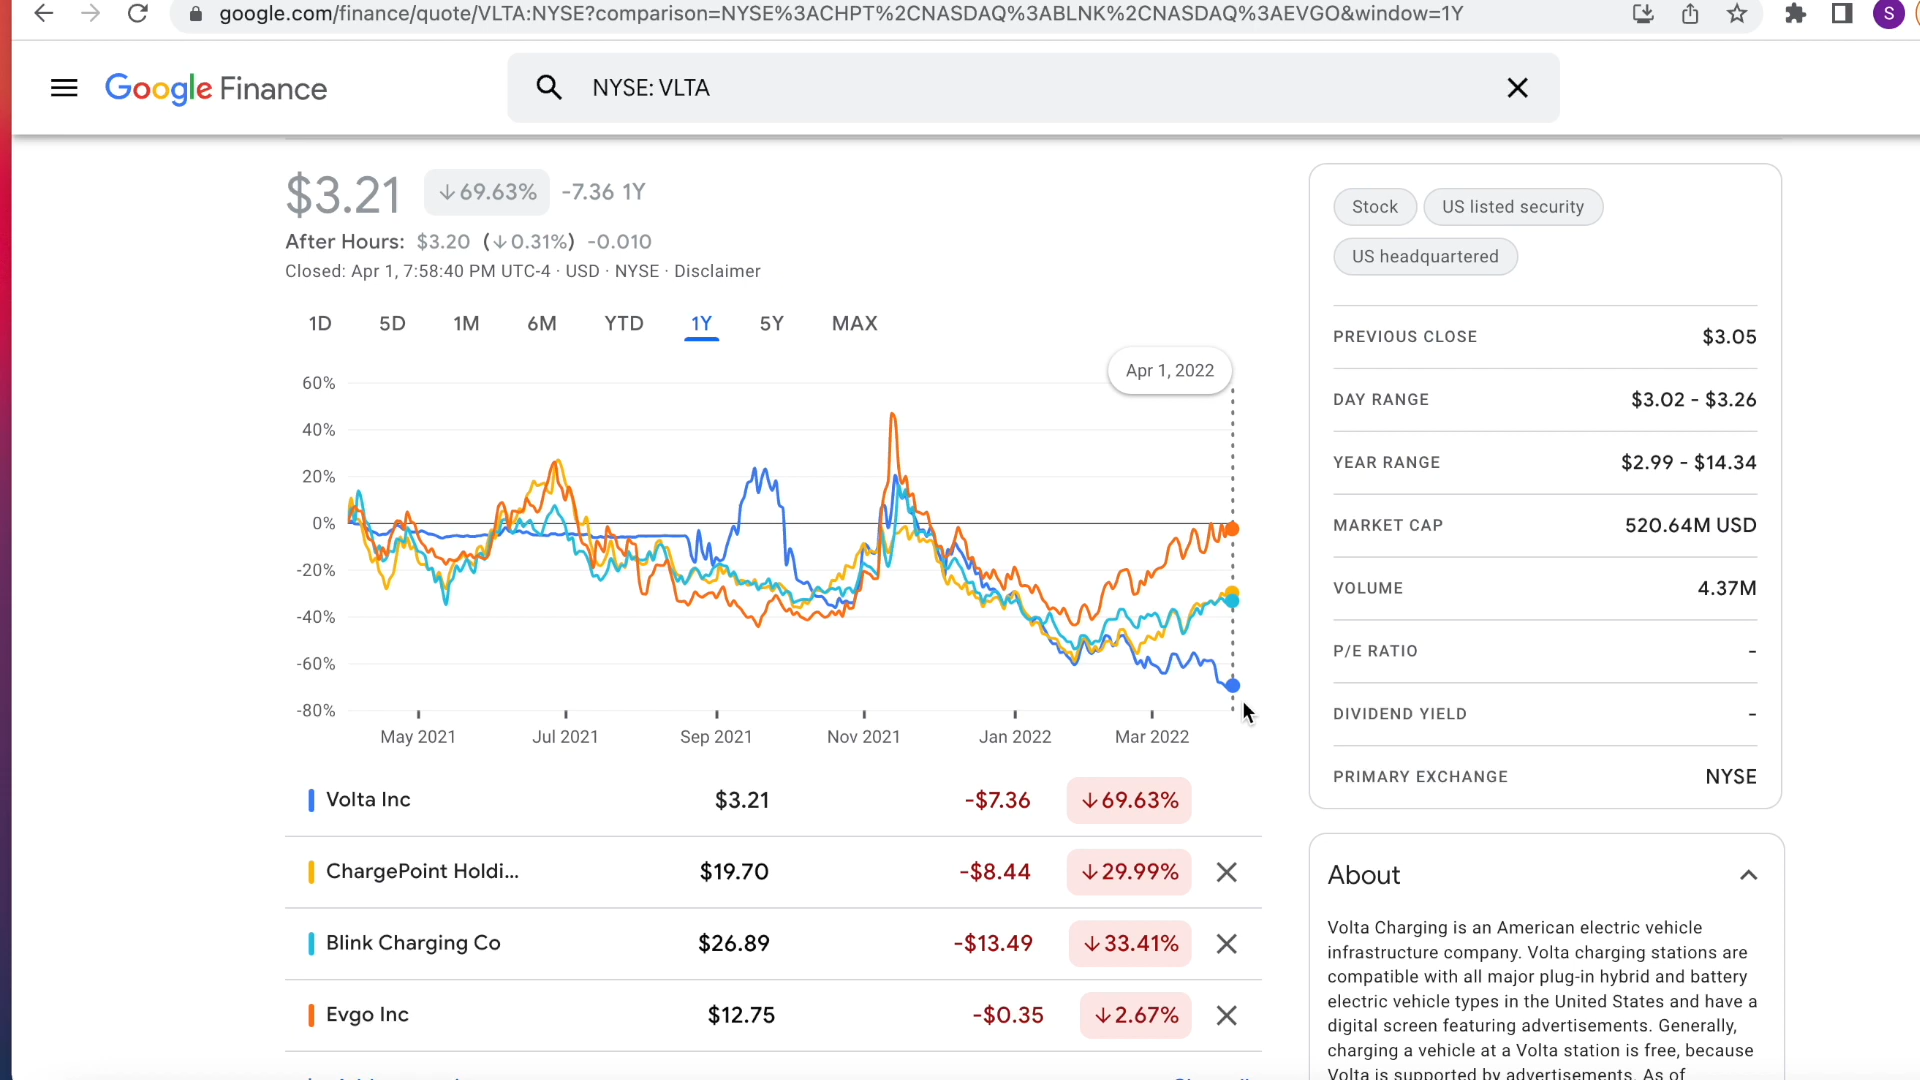 google.com/finance/quote/VLTA:NYSE?comparison=NYSE%3ACHPT%2CNASDAQ%3ABLNK%2CNASDAQ%3AEVGO&window=1Y
S
Google Finance
NYSE: VLTA
$3.21 ↓69.63% -7.36 1Y
After Hours: $3.20 (↓0.31%) -0.010
Closed: Apr 1, 7:58:40 PM UTC-4 · USD · NYSE · Disclaimer
1D 5D 1M 6M YTD 1Y 5Y MAX
Apr 1, 2022
60%
40%
20%
0%
-20%
-40%
-60%
-80%
May 2021 Jul 2021 Sep 2021 Nov 2021 Jan 2022 Mar 2022
Volta Inc $3.21 -$7.36 ↓69.63%
ChargePoint Holdi... $19.70 -$8.44 ↓29.99%
Blink Charging Co $26.89 -$13.49 ↓33.41%
Evgo Inc $12.75 -$0.35 ↓2.67%
Stock US listed security
US headquartered
PREVIOUS CLOSE $3.05
DAY RANGE $3.02 - $3.26
YEAR RANGE $2.99 - $14.34
MARKET CAP 520.64M USD
VOLUME 4.37M
P/E RATIO -
DIVIDEND YIELD -
PRIMARY EXCHANGE NYSE
About
Volta Charging is an American electric vehicle
infrastructure company. Volta charging stations are
compatible with all major plug-in hybrid and battery
electric vehicle types in the United States and have a
digital screen featuring advertisements. Generally,
charging a vehicle at a Volta station is free, because
Volta is supported by advertisements. As of